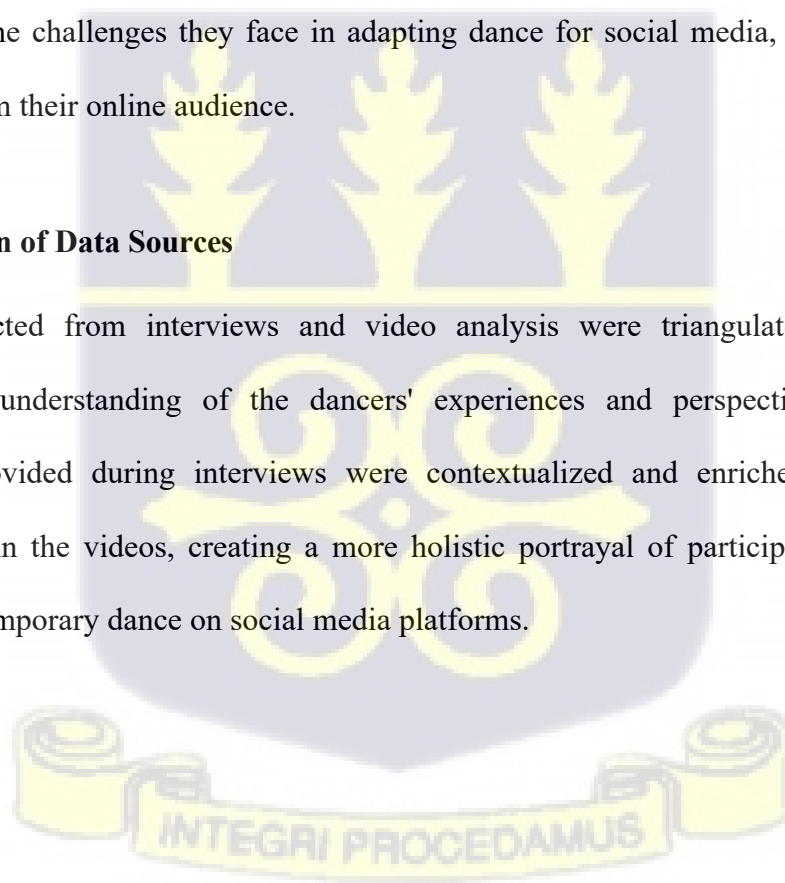 ne challenges they face in adapting dance for social media,
n their online audience.
n of Data Sources
cted from interviews and video analysis were triangulat
understanding of the dancers' experiences and perspecti
ovided during interviews were contextualized and enriche
in the videos, creating a more holistic portrayal of particip
mporary dance on social media platforms.
INTEGRI PROCEDAMUS